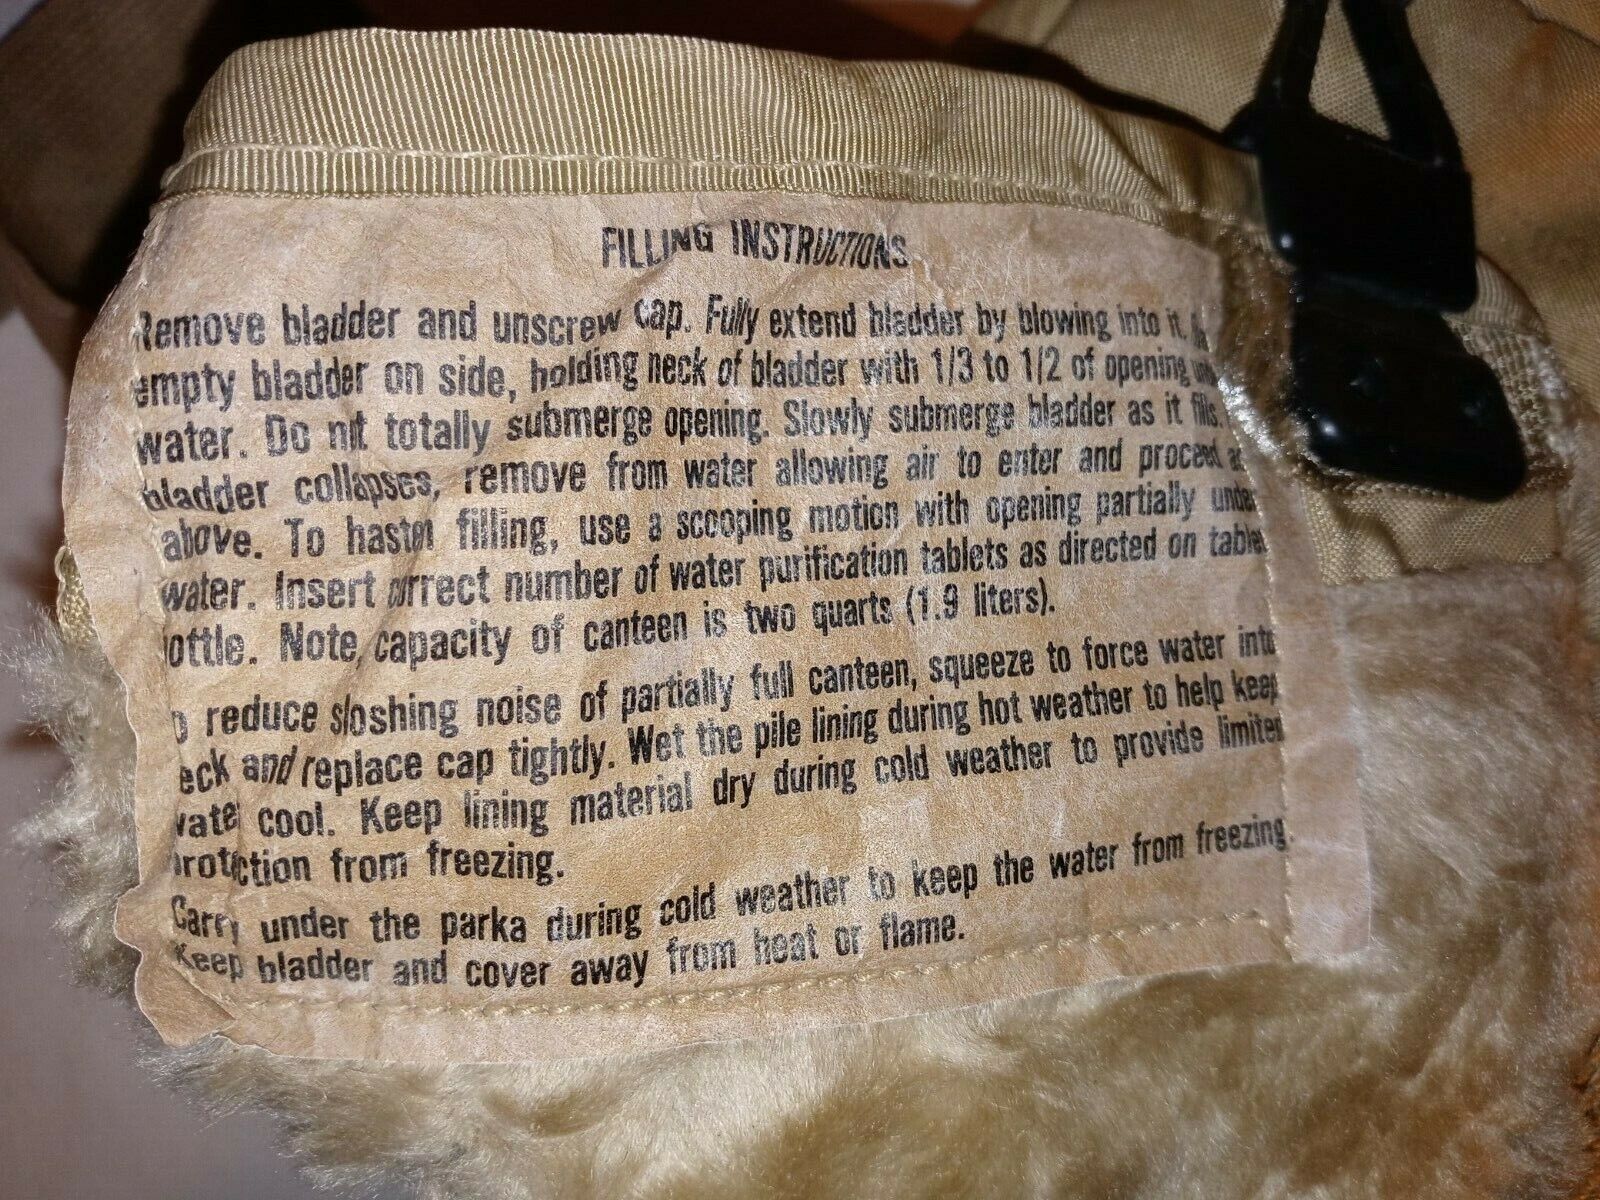 FILLING INSTRUCTIONS
Remove bladder and unscrew cap. Fully extend bladder by blowing into it.
empty bladder on side, holding neck of bladder with 1/3 to 1/2 of opening
water. Do not totally submerge opening. Slowly submerge bladder as it fills.
bladder collapses, remove from water allowing air to enter and proceed as
above. To hasten filling, use a scooping motion with opening partially under
water. Insert correct number of water purification tablets as directed on tablet
ottle. Note, capacity of canteen is two quarts (1.9 liters).
o reduce sloshing noise of partially full canteen, squeeze to force water into
eck and replace cap tightly. Wet the pile lining during hot weather to help keep
water cool. Keep lining material dry during cold weather to provide limited
protection from freezing.
Carry under the parka during cold weather to keep the water from freezing.
Keep bladder and cover away from heat or flame.